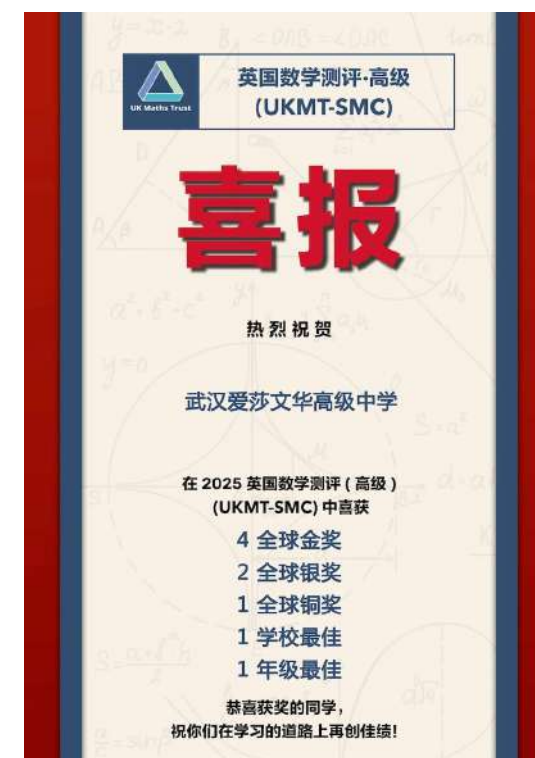 UK Maths Trust
英国数学测评·高级
(UKMT-SMC)
喜报
热烈祝贺
武汉爱莎文华高级中学
在 2025 英国数学测评 ( 高级 )
(UKMT-SMC) 中喜获
4 全球金奖
2 全球银奖
1 全球铜奖
1 学校最佳
1 年级最佳
恭喜获奖的同学，
祝你们在学习的道路上再创佳绩!